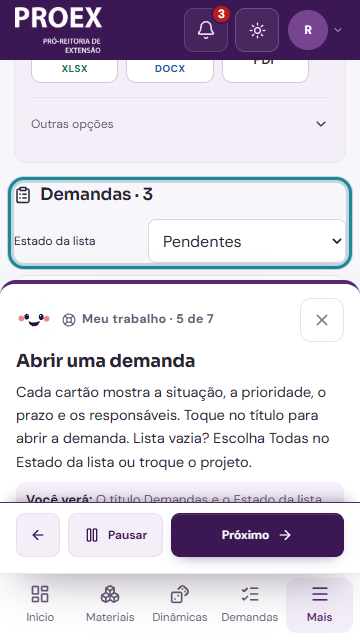 PROEX
PRÓ-REITORIA DE
EXTENSÃO
3
R
XLSX
DOCX
PDF
Outras opções
Demandas · 3
Estado da lista
Pendentes
Meu trabalho · 5 de 7
Abrir uma demanda
Cada cartão mostra a situação, a prioridade, o
prazo e os responsáveis. Toque no título para
abrir a demanda. Lista vazia? Escolha Todas no
Estado da lista ou troque o projeto.
Você verá: O título Demandas e o Estado da lista
Pausar
Próximo
Início
Materiais
Dinâmicas
Demandas
Mais